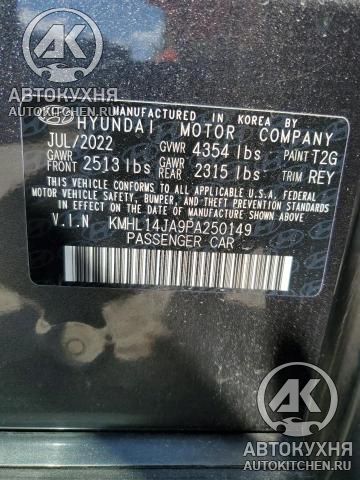 АК
АВТОКУХНЯ
AUTOKITCHEN.RU
MANUFACTURED IN KOREA BY
HYUNDAI MOTOR COMPANY
JUL/2022 GVWR 4354 lbs PAINT T2G
GAWR FRONT 2513 lbs GAWR REAR 2315 lbs TRIM REY
THIS VEHICLE CONFORMS TO ALL APPLICABLE U.S.A. FEDERAL
MOTOR VEHICLE SAFETY, BUMPER, AND THEFT PREVENTION
STANDARDS IN EFFECT ON THE DATE OF MANUFACTURE SHOWN ABOVE.
V.I.N KMHL14JA9PA250149
PASSENGER CAR
АК
АВТОКУХНЯ
AUTOKITCHEN.RU